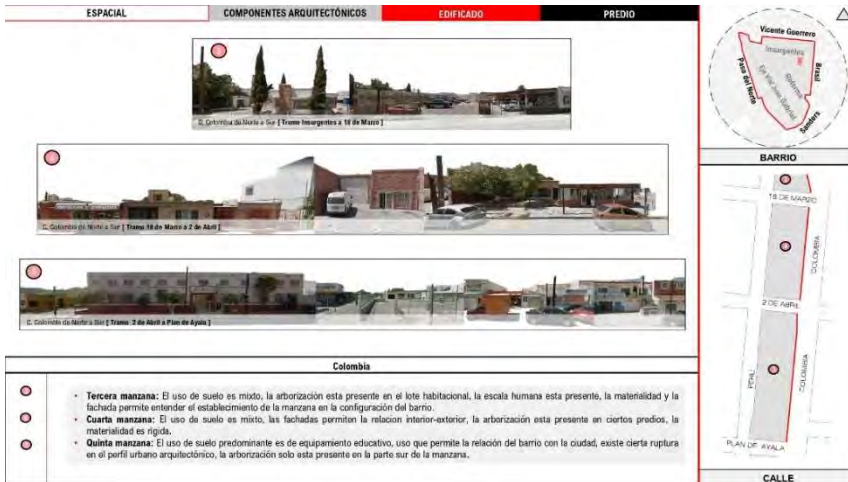 ESPACIAL
COMPONENTES ARQUITECTÓNICOS
EDIFICADO
PREDIO
C. Colombia de Norte a Sur [ Tramo Insurgentes a 18 de Marzo ]
C. Colombia de Norte a Sur [ Tramo 18 de Marzo a 2 de Abril ]
C. Colombia de Norte a Sur [ Tramo 2 de Abril a Plan de Ayala ]
Colombia
• Tercera manzana: El uso de suelo es mixto, la arborización esta presente en el lote habitacional, la escala humana esta presente, la materialidad y la
fachada permite entender el establecimiento de la manzana en la configuración del barrio.
• Cuarta manzana: El uso de suelo es mixto, las fachadas permiten la relacion interior-exterior, la arborización esta presente en ciertos predios, la
materialidad es rigida.
• Quinta manzana: El uso de suelo predominante es de equipamiento educativo, uso que permite la relación del barrio con la ciudad, existe cierta ruptura
en el perfil urbano arquitectónico, la arborización solo esta presente en la parte sur de la manzana.
Vicente Guerrero
Insurgentes
Paso del Norte
Eje Vial Juan Gabriel
Reforma
Brasil
Sanders
BARRIO
18 DE MARZO
COLOMBIA
2 DE ABRIL
PERU
COLOMBIA
PLAN DE AYALA
CALLE